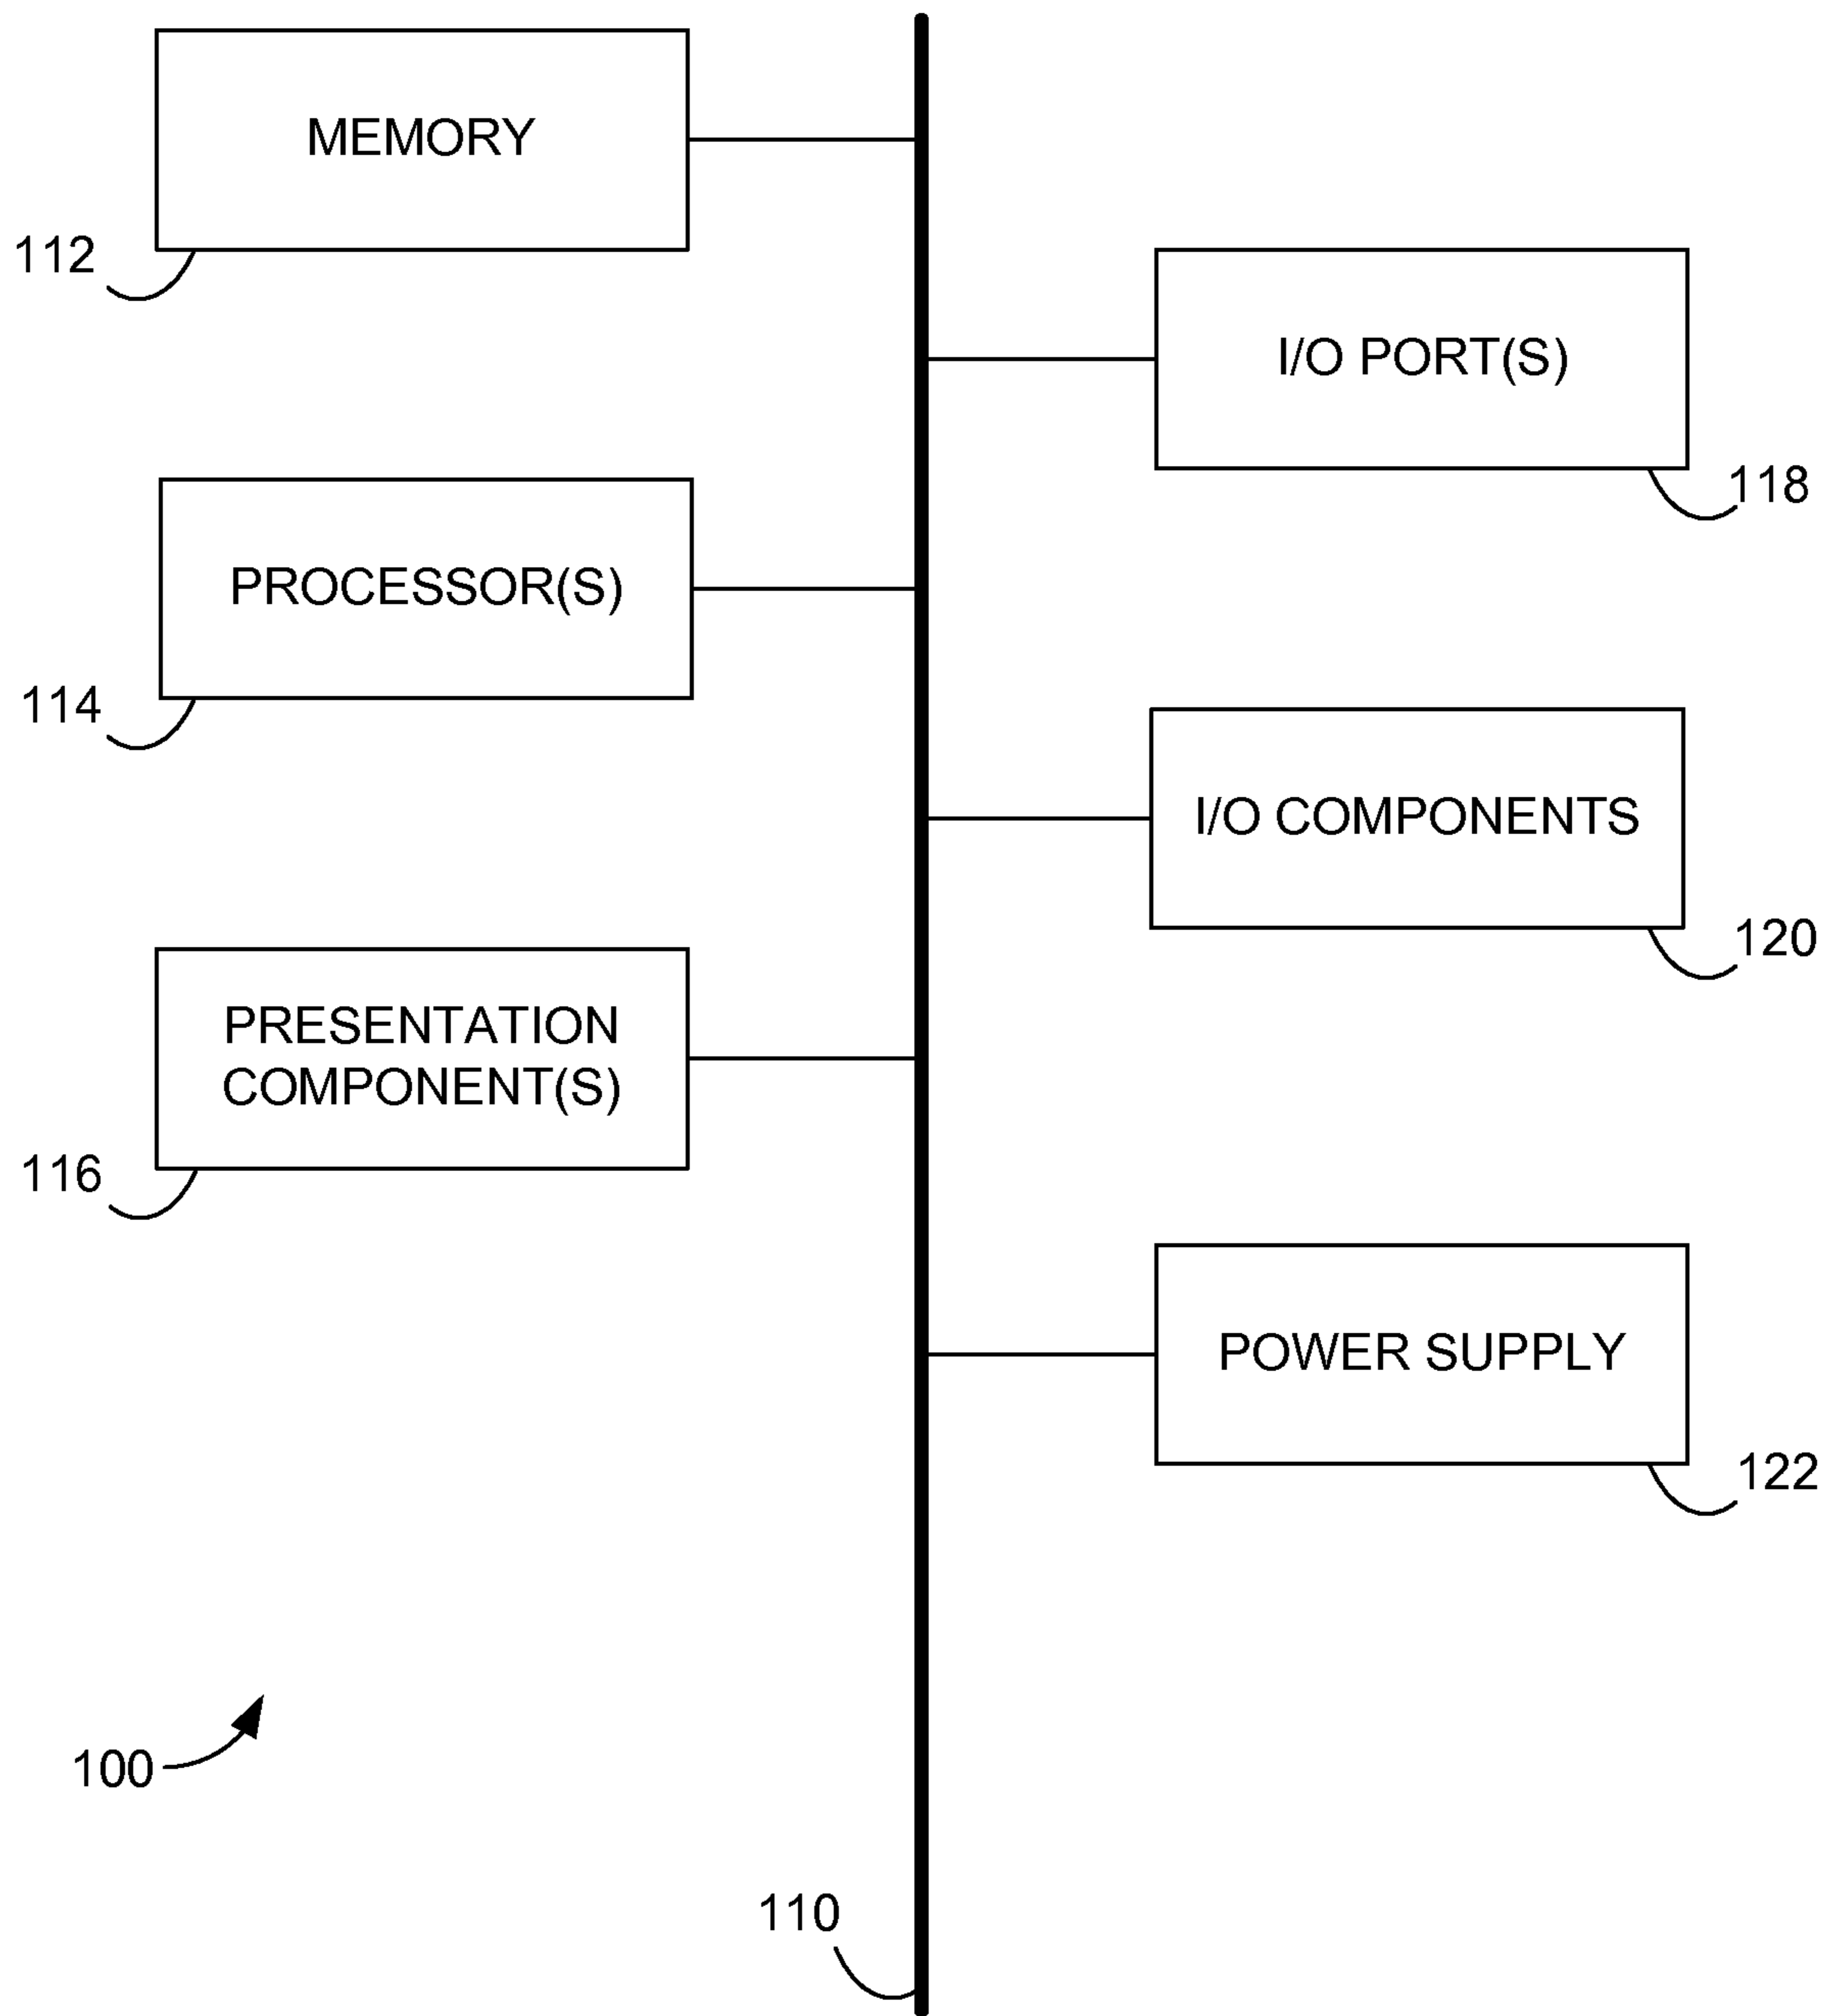 MEMORY
112
I/O PORT(S)
118
PROCESSOR(S)
114
I/O COMPONENTS
120
PRESENTATION
COMPONENT(S)
116
POWER SUPPLY
122
100
110